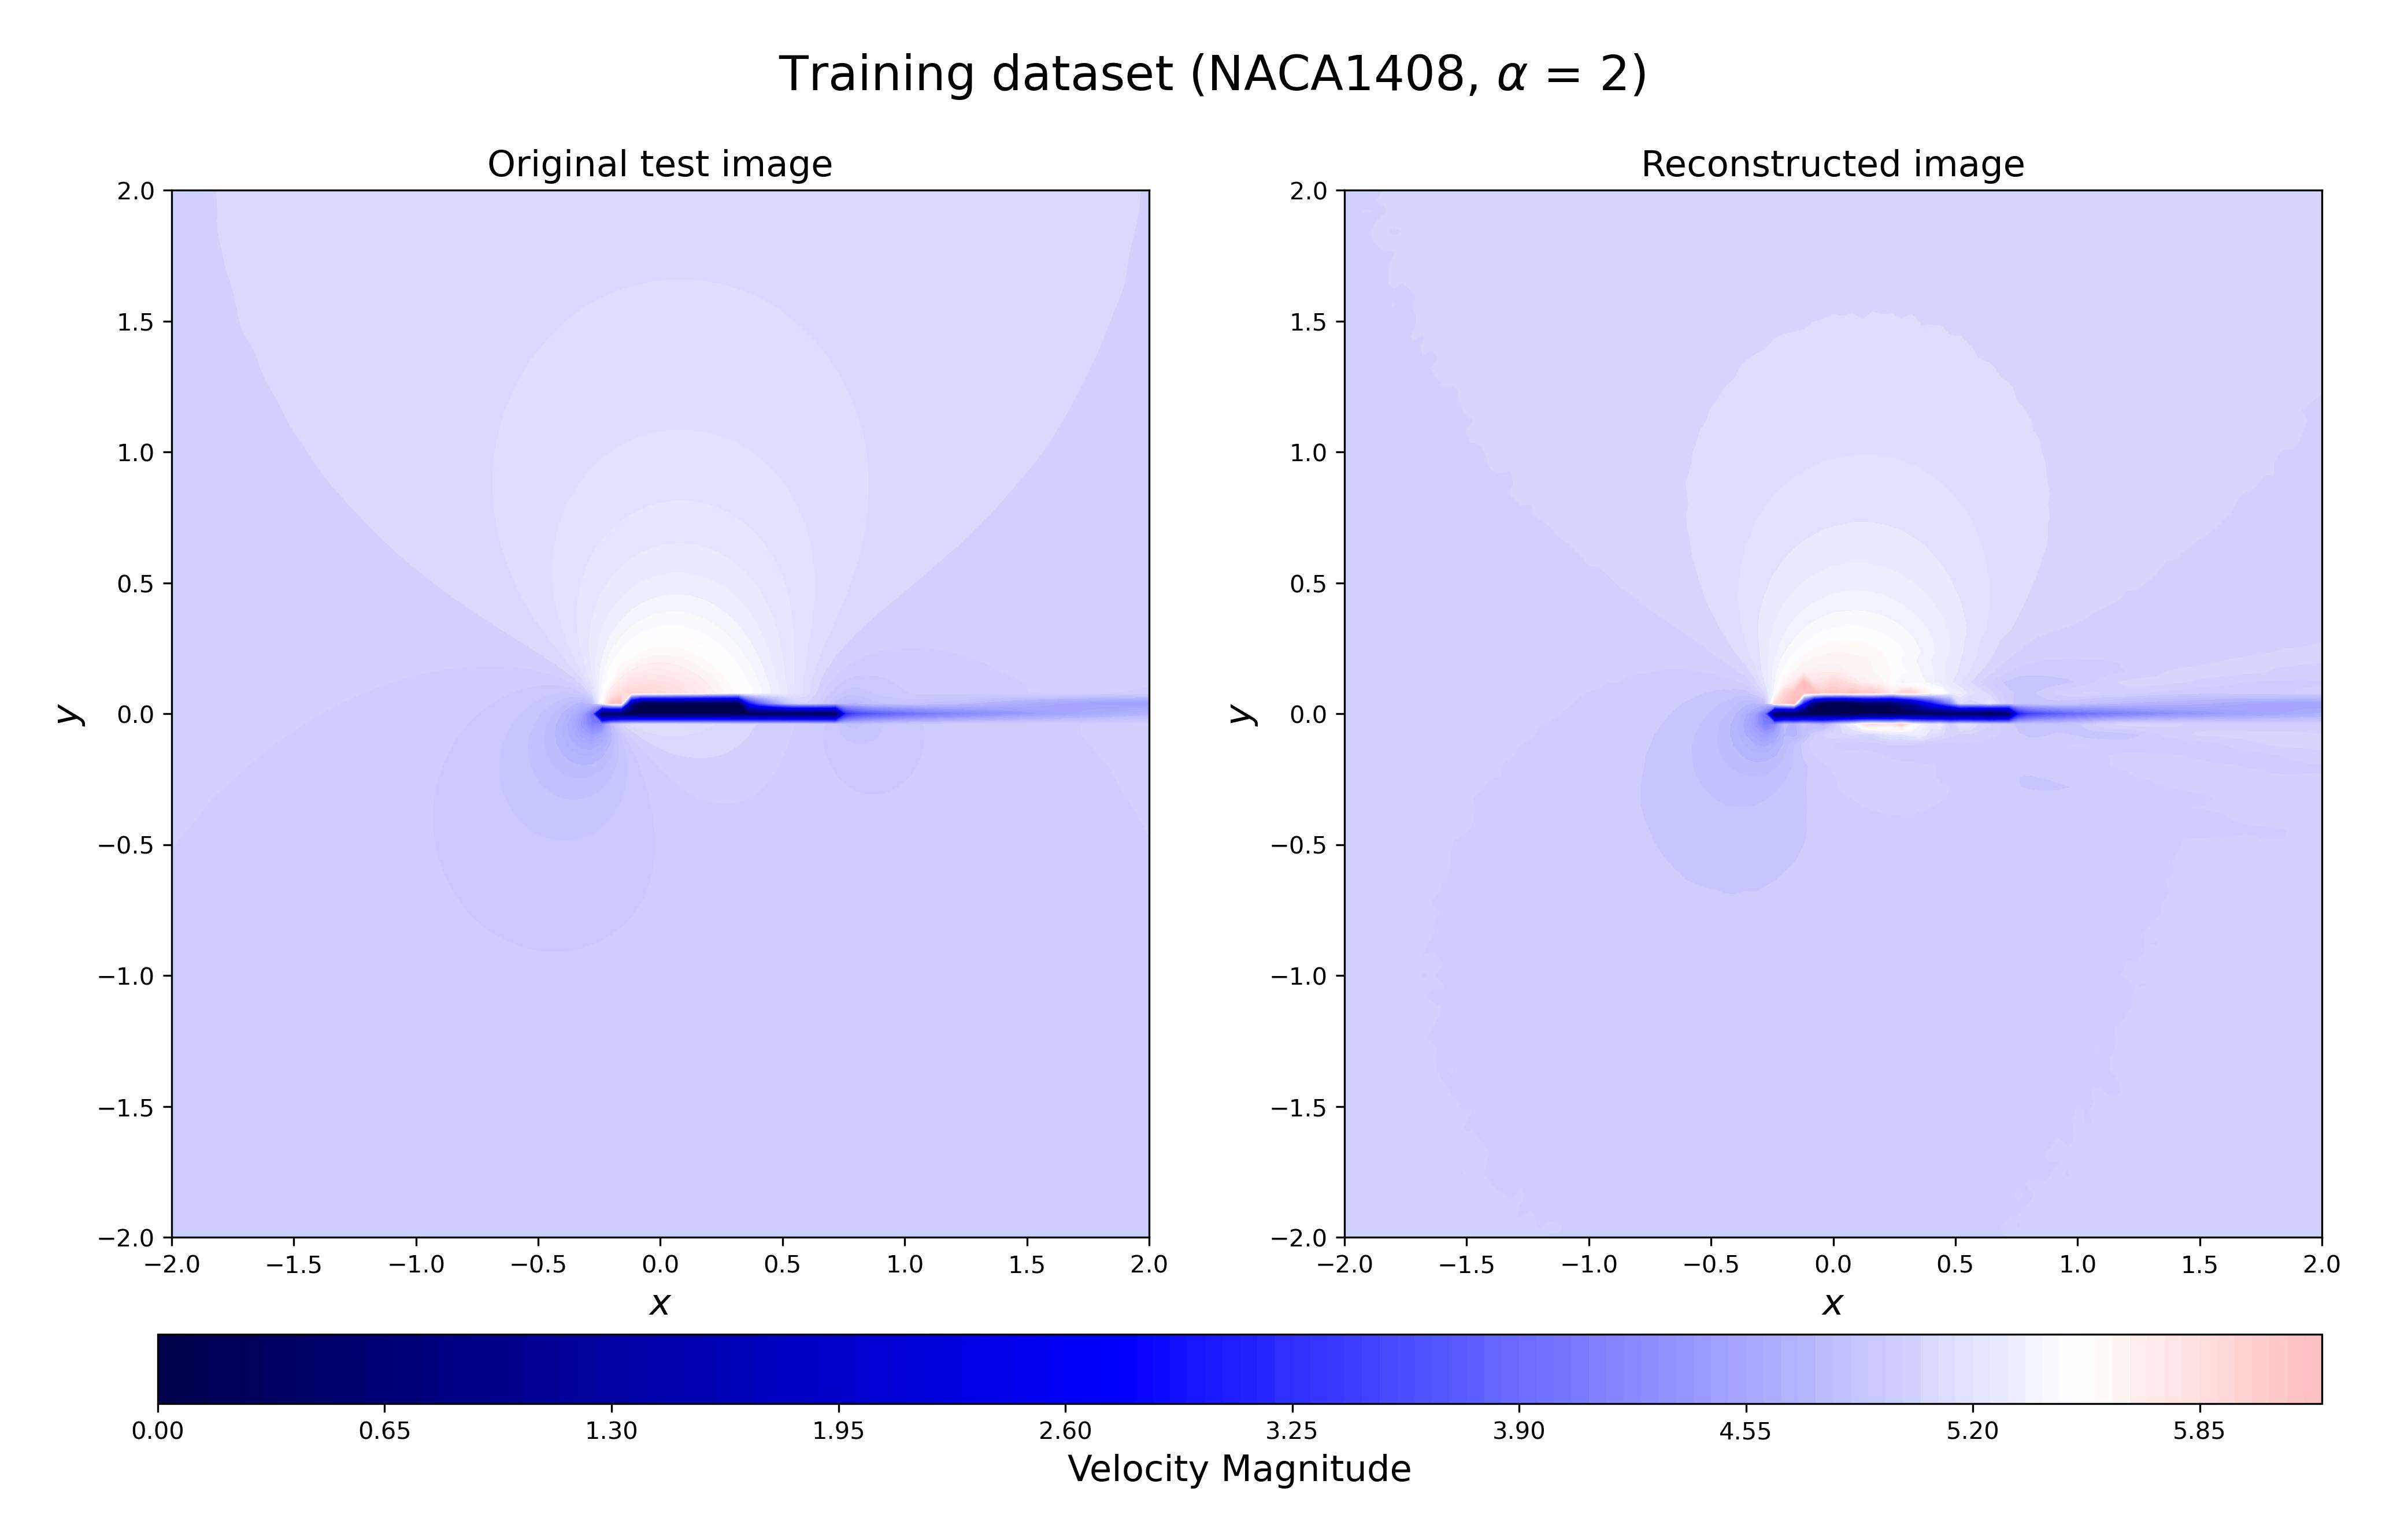 Training dataset (NACA1408, α = 2)
Original test image
2.0
1.5
1.0
0.5
0.0
−0.5
−1.0
−1.5
−2.0
y
−2.0 −1.5 −1.0 −0.5 0.0 0.5 1.0 1.5 2.0
x
Reconstructed image
2.0
1.5
1.0
0.5
0.0
−0.5
−1.0
−1.5
−2.0
y
−2.0 −1.5 −1.0 −0.5 0.0 0.5 1.0 1.5 2.0
x
0.00 0.65 1.30 1.95 2.60 3.25 3.90 4.55 5.20 5.85
Velocity Magnitude